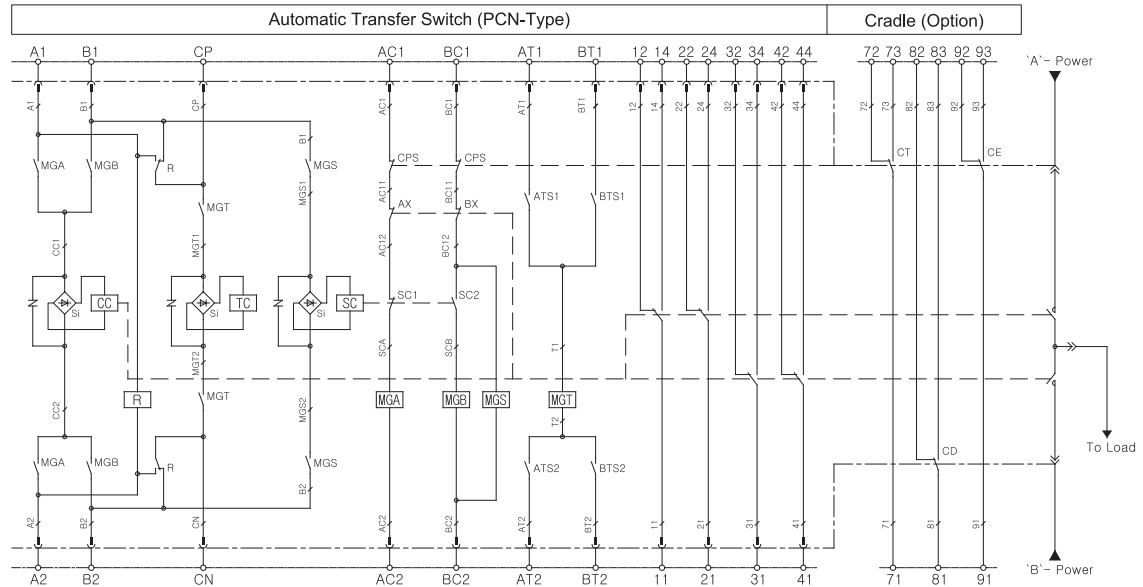 Automatic Transfer Switch (PCN-Type) Cradle (Option)
A1 B1 CP AC1 BC1 AT1 BT1 12 14 22 24 32 34 42 44 72 73 82 83 92 93
`A`- Power
A1 B1 CP AC1 BC1 AT1 BT1 12 14 22 24 32 34 42 44 72 73 82 83 92 93
B1
MGA MGB R MGS CPS CPS CT CE
MGS1 AC11 BC11
ATS1 BTS1
MGT AX BX
CC1 MGT1 AC12 BC12
CC TC SC SC1 SC2
Si Si Si
SCA SCB T1
MGT2
R MGT MGA MGB MGS MGT
CC2 MGS2 T2
To Load
MGA MGB R MGS ATS2 BTS2 CD
B2
A2 B2 CN AC2 BC2 AT2 BT2 11 21 31 41 71 81 91
A2 B2 CN AC2 BC2 AT2 BT2 11 21 31 41 71 81 91
`B`- Power